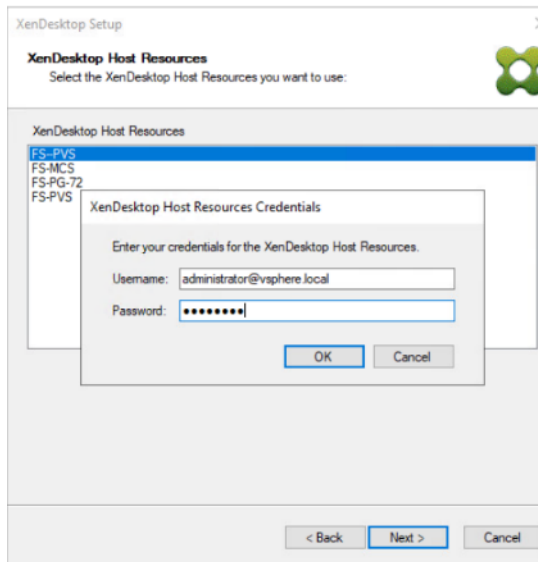 XenDesktop Setup
XenDesktop Host Resources
Select the XenDesktop Host Resources you want to use:
XenDesktop Host Resources
FS--PVS
FS-MCS
FS-PG-72
FS-PVS
XenDesktop Host Resources Credentials
Enter your credentials for the XenDesktop Host Resources.
Username: administrator@vsphere.local
Password: ●●●●●●●●
OK Cancel
< Back Next > Cancel